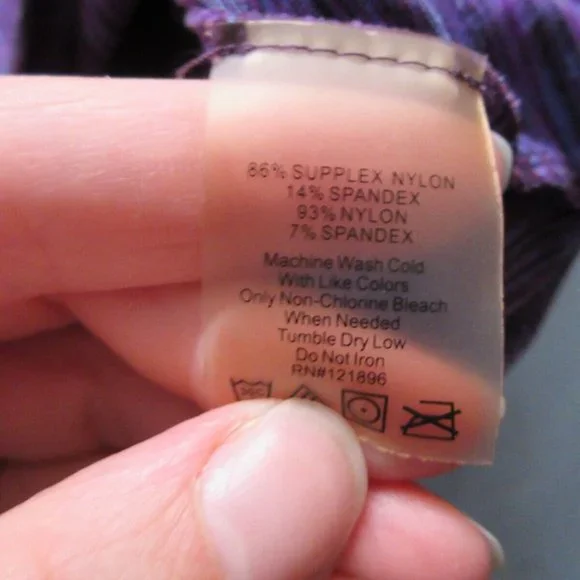 86% SUPPLEX NYLON
14% SPANDEX
93% NYLON
7% SPANDEX
Machine Wash Cold
With Like Colors
Only Non-Chlorine Bleach
When Needed
Tumble Dry Low
Do Not Iron
RN#121896